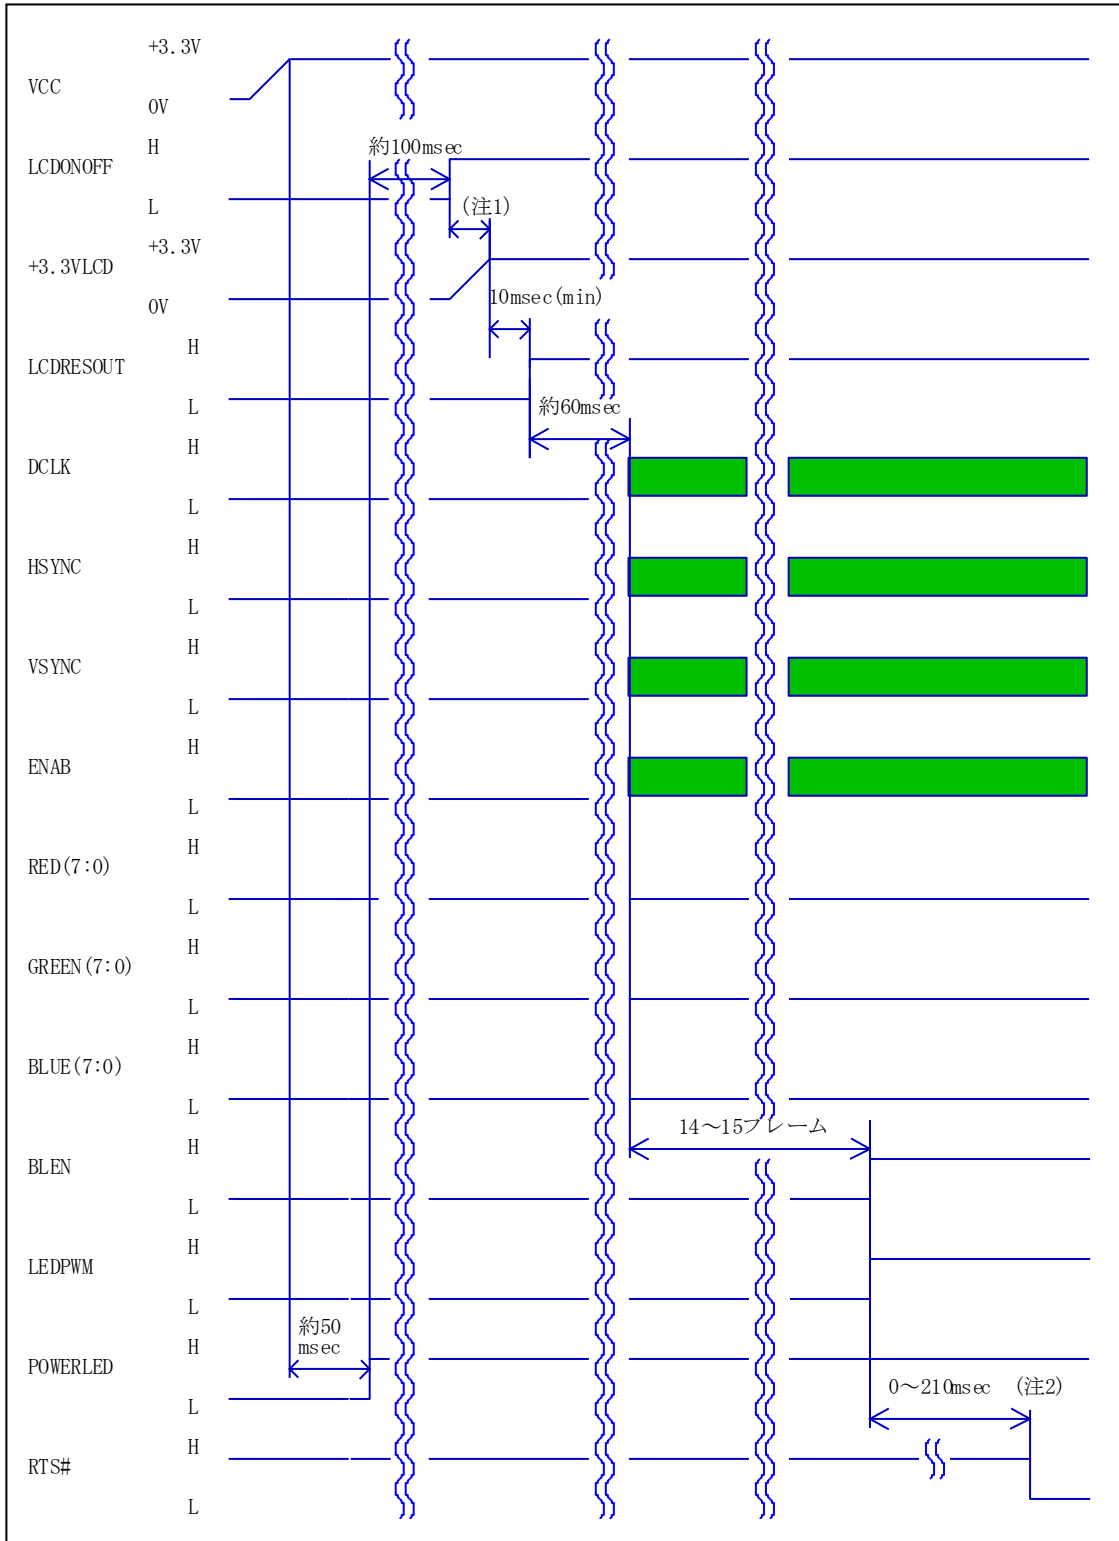 +3.3V
VCC
0V
H
約100msec
LCDONOFF
L
(注1)
+3.3V
+3.3VLCD
0V
10msec(min)
H
LCDRESOUT
L
約60msec
H
DCLK
L
H
HSYNC
L
H
VSYNC
L
H
ENAB
L
H
RED(7:0)
L
H
GREEN(7:0)
L
H
BLUE(7:0)
L
14～15フレーム
H
BLEN
L
H
LEDPWM
L
約50
msec
H
POWERLED
L
0～210msec (注2)
H
RTS#
L